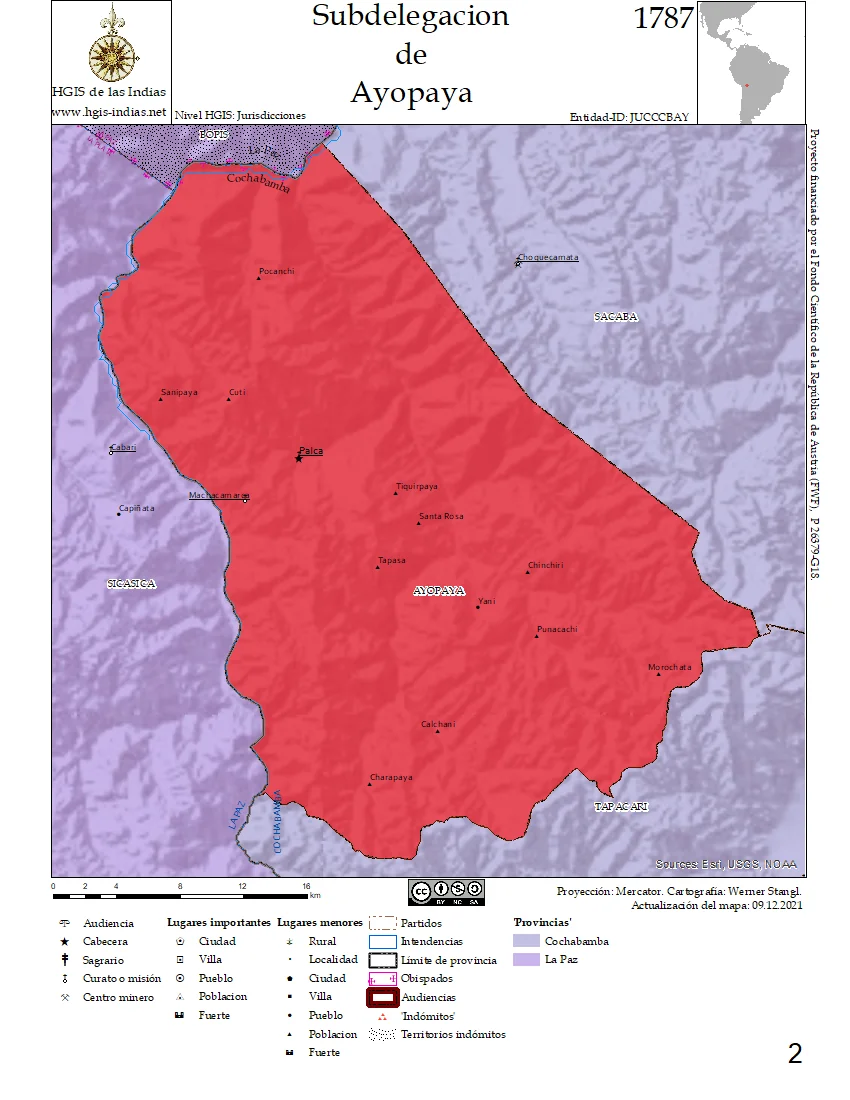 Subdelegacion
de
Ayopaya
1787
HGIS de las Indias
www.hgis-indias.net
Nivel HGIS: Jurisdicciones
Entidad-ID: JUCCCBAY
BOPIS
La Paz
Cochabamba
Choquecamata
Pocanchi
SACABA
Sanipaya
Cuti
Cabari
Palca
Machacamarca
Tiquirpaya
Capiñata
Santa Rosa
Tapasa
Chinchiri
SICASICA
AYOPAYA
Yani
Punacachi
Morochata
Calchani
Charapaya
LA PAZ
COCHABAMBA
TAPACARI
Sources: Esri, USGS, NOAA
Proyecto financiado por el Fondo Científico de la República de Austria (FWF), P 26379-G18.
0 2 4 8 12 16
km
CC BY NC SA
Proyección: Mercator. Cartografía: Werner Stangl.
Actualización del mapa: 09.12.2021
Audiencia
Cabecera
Sagrario
Curato o misión
Centro minero
Lugares importantes
Ciudad
Villa
Pueblo
Poblacion
Fuerte
Lugares menores
Rural
Localidad
Ciudad
Villa
Pueblo
Poblacion
Fuerte
Partidos
Intendencias
Límite de provincia
Obispados
Audiencias
'Indómitos'
Territorios indómitos
'Provincias'
Cochabamba
La Paz
2